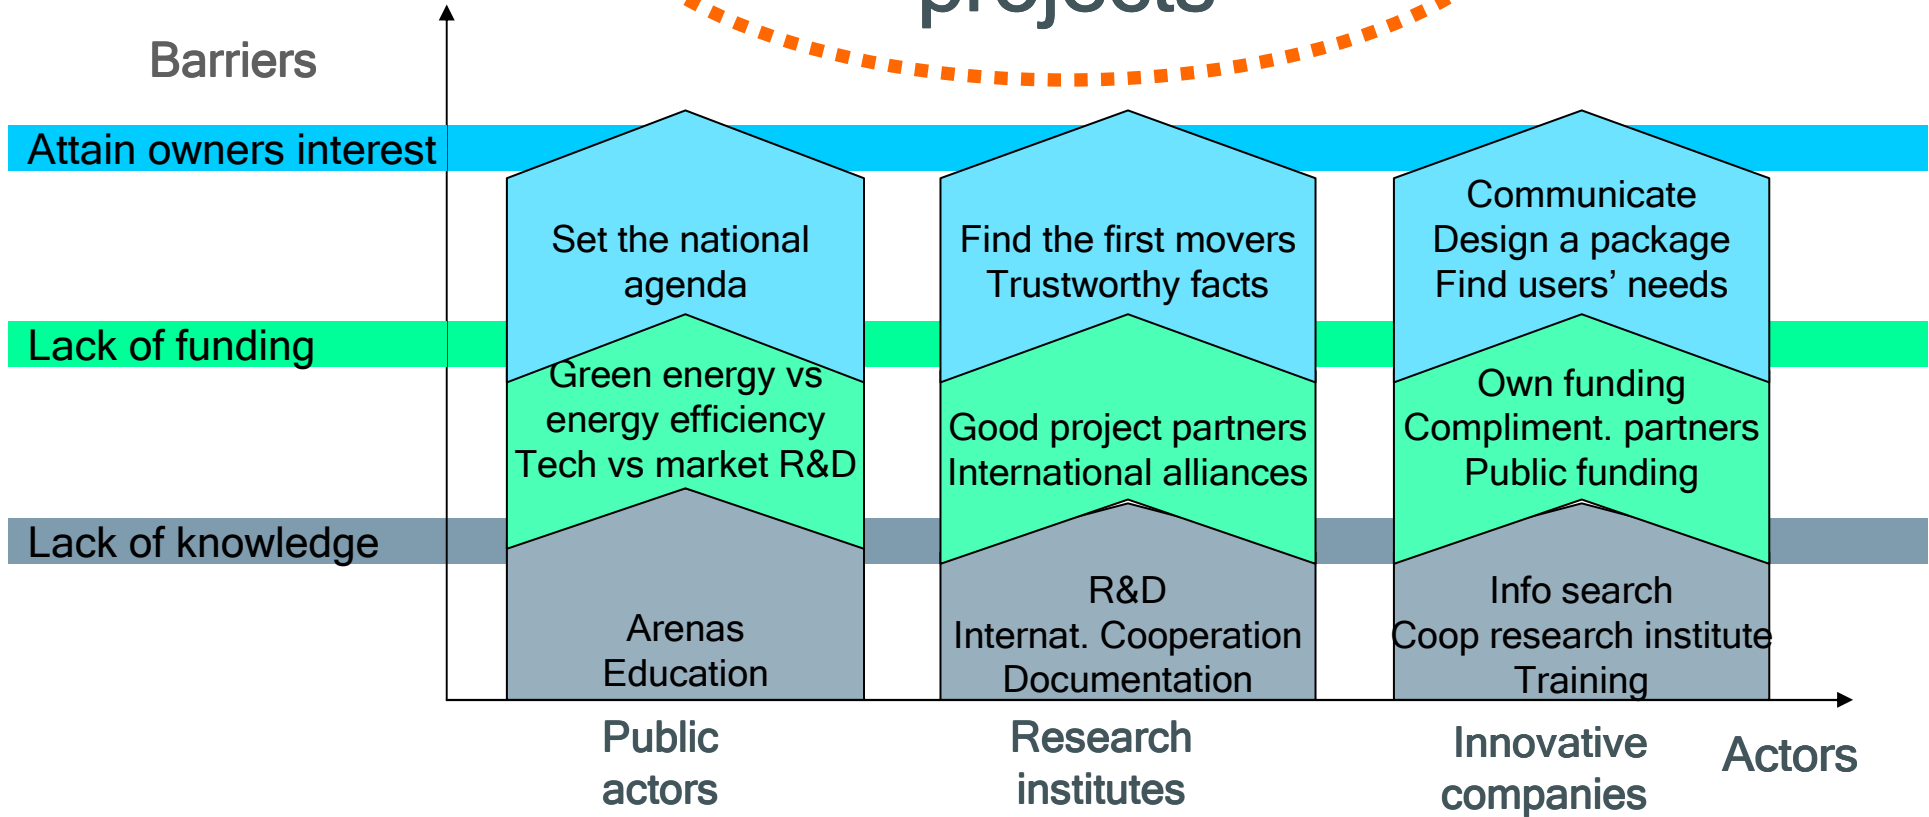 projects
Barriers
Attain owners interest
Set the national
agenda
Find the first movers
Trustworthy facts
Communicate
Design a package
Find users’ needs
Lack of funding
Green energy vs
energy efficiency
Tech vs market R&D
Good project partners
International alliances
Own funding
Compliment. partners
Public funding
Lack of knowledge
Arenas
Education
R&D
Internat. Cooperation
Documentation
Info search
Coop research institute
Training
Public
actors
Research
institutes
Innovative
companies
Actors